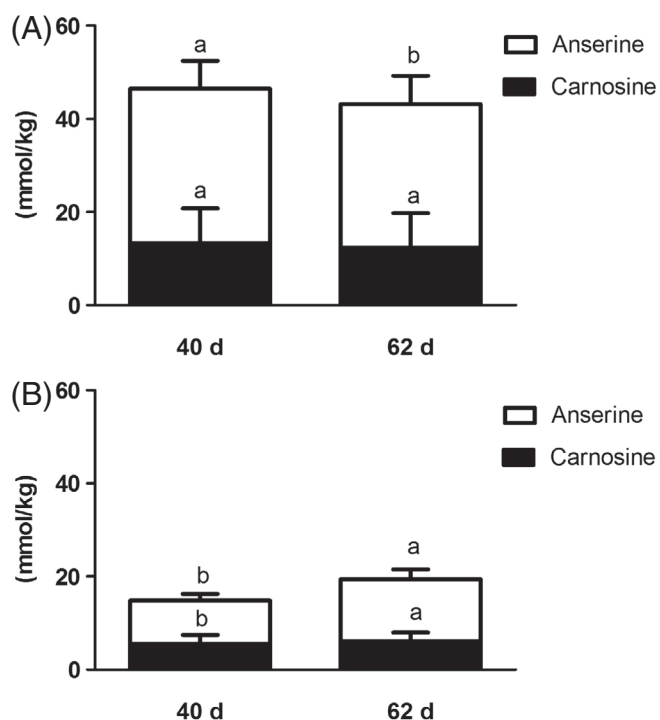 (A)
60
40
20
0
(mmol/kg)
a
b
a
a
40 d
62 d
Anserine
Carnosine
(B)
60
40
20
0
(mmol/kg)
b
a
b
a
40 d
62 d
Anserine
Carnosine